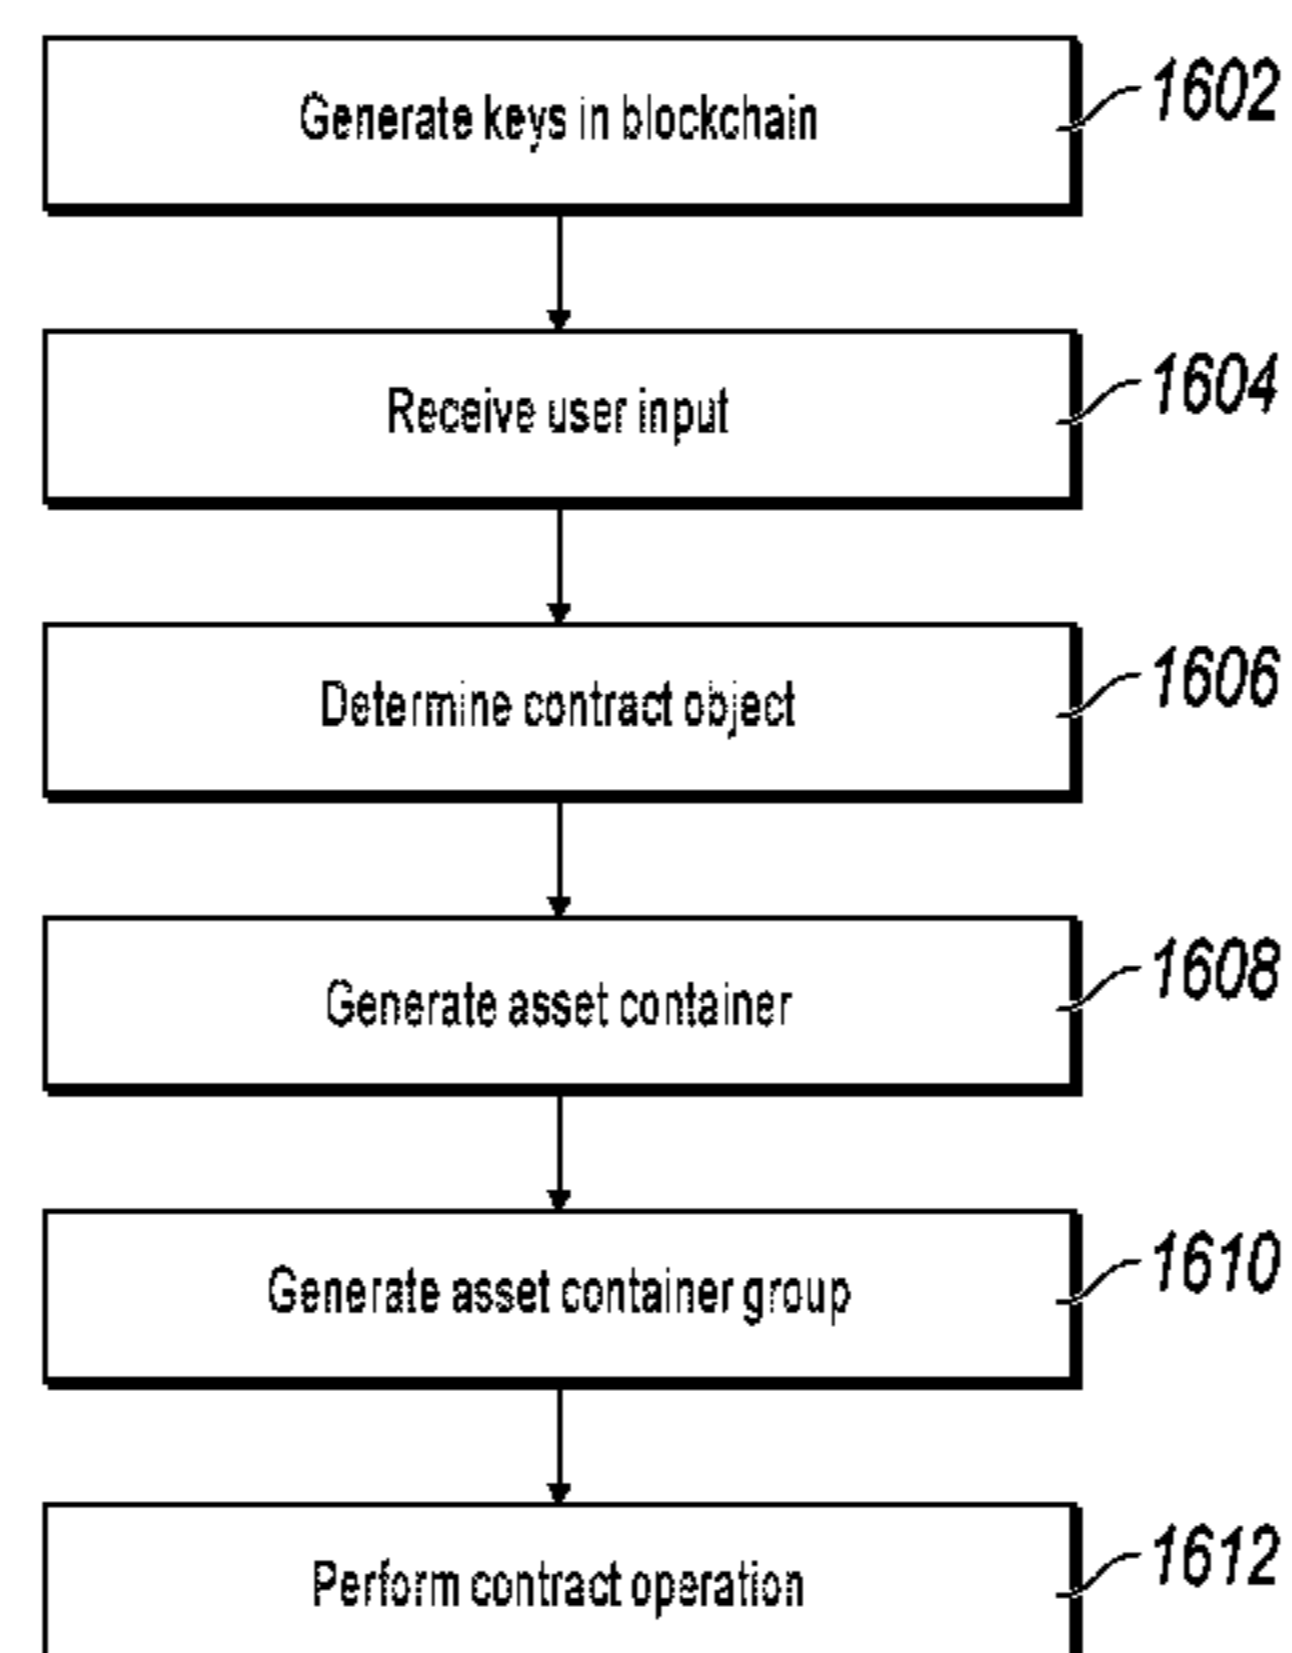 Generate keys in blockchain
1602
Receive user input
1604
Determine contract object
1606
Generate asset container
1608
Generate asset container group
1610
Perform contract operation
1612